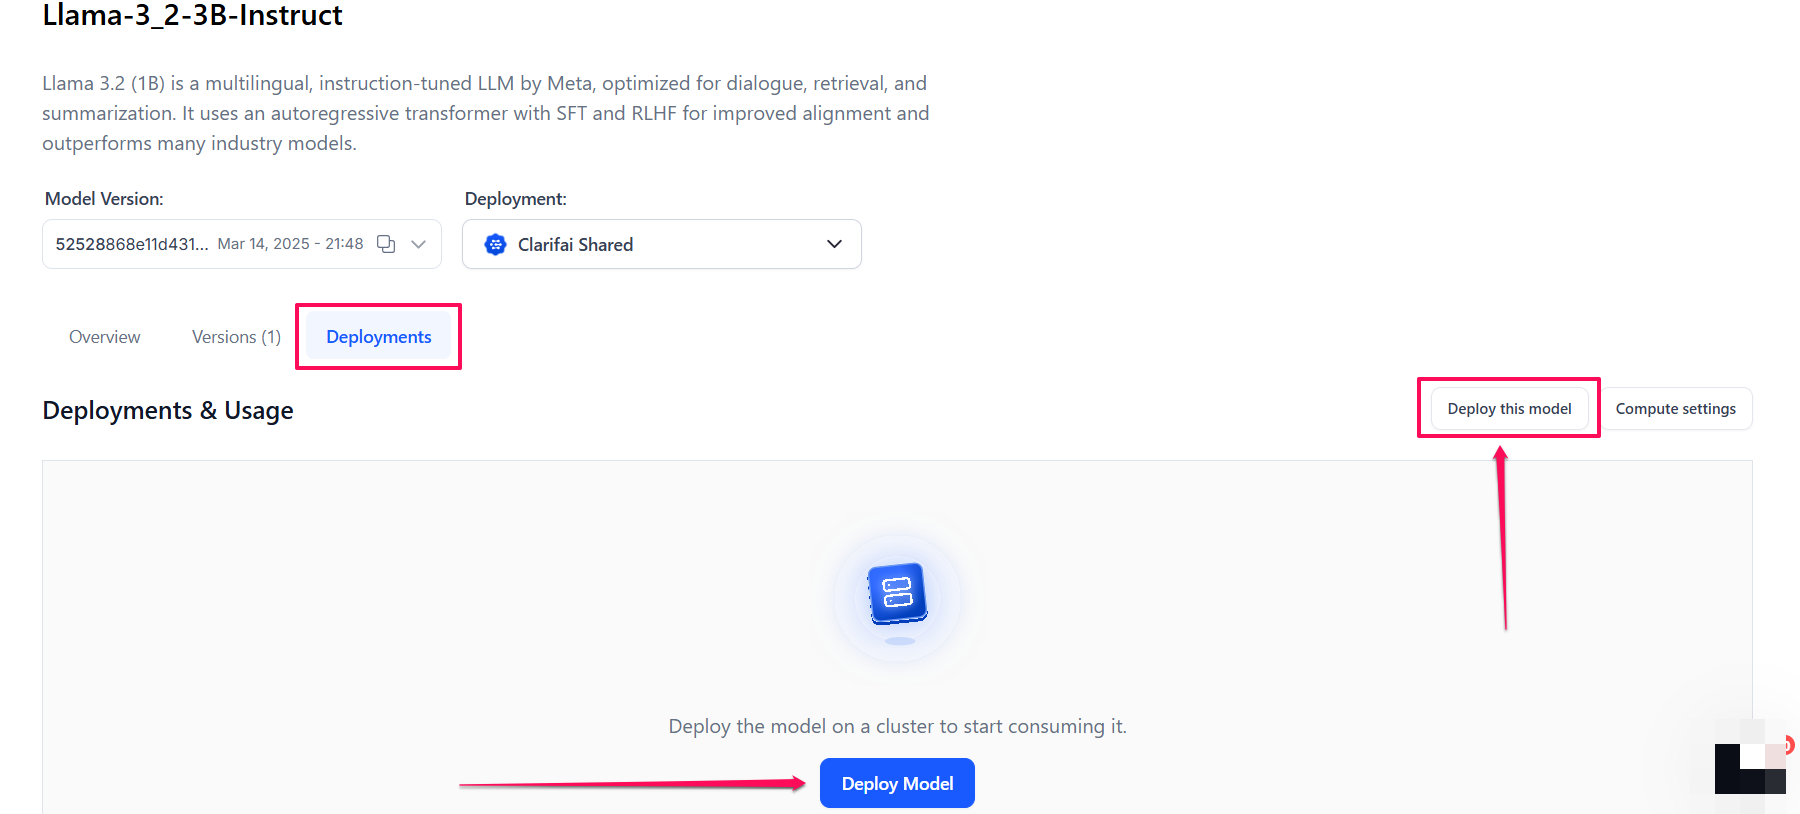 Llama-3_2-3B-Instruct
Llama 3.2 (1B) is a multilingual, instruction-tuned LLM by Meta, optimized for dialogue, retrieval, and
summarization. It uses an autoregressive transformer with SFT and RLHF for improved alignment and
outperforms many industry models.
Model Version:
Deployment:
52528868e11d431... Mar 14, 2025 - 21:48
Clarifai Shared
Overview
Versions (1)
Deployments
Deployments & Usage
Deploy this model
Compute settings
Deploy the model on a cluster to start consuming it.
Deploy Model